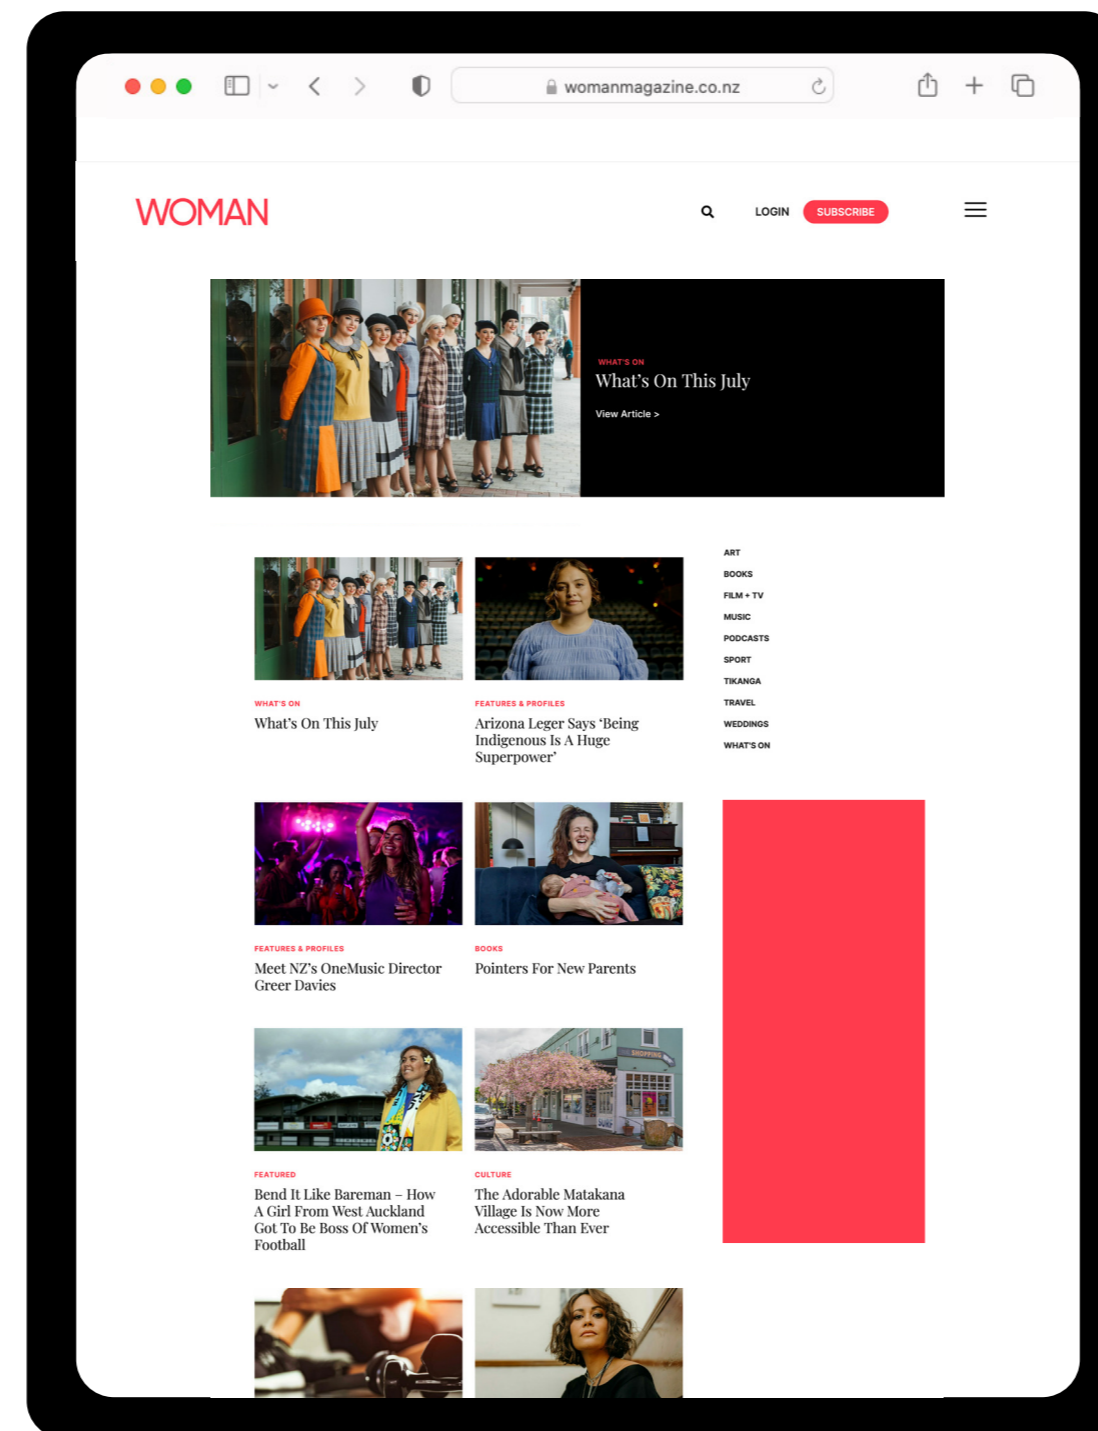 womanmagazine.co.nz
WOMAN
LOGIN
SUBSCRIBE
WHAT'S ON
What's On This July
View Article >
WHAT'S ON
What's On This July
FEATURES & PROFILES
Arizona Leger Says 'Being
Indigenous Is A Huge
Superpower'
ART
BOOKS
FILM + TV
MUSIC
PODCASTS
SPORT
TIKANGA
TRAVEL
WEDDINGS
WHAT'S ON
FEATURES & PROFILES
Meet NZ's OneMusic Director
Greer Davies
BOOKS
Pointers For New Parents
SHOPPING
FEATURED
Bend It Like Bareman – How
A Girl From West Auckland
Got To Be Boss Of Women's
Football
CULTURE
The Adorable Matakana
Village Is Now More
Accessible Than Ever